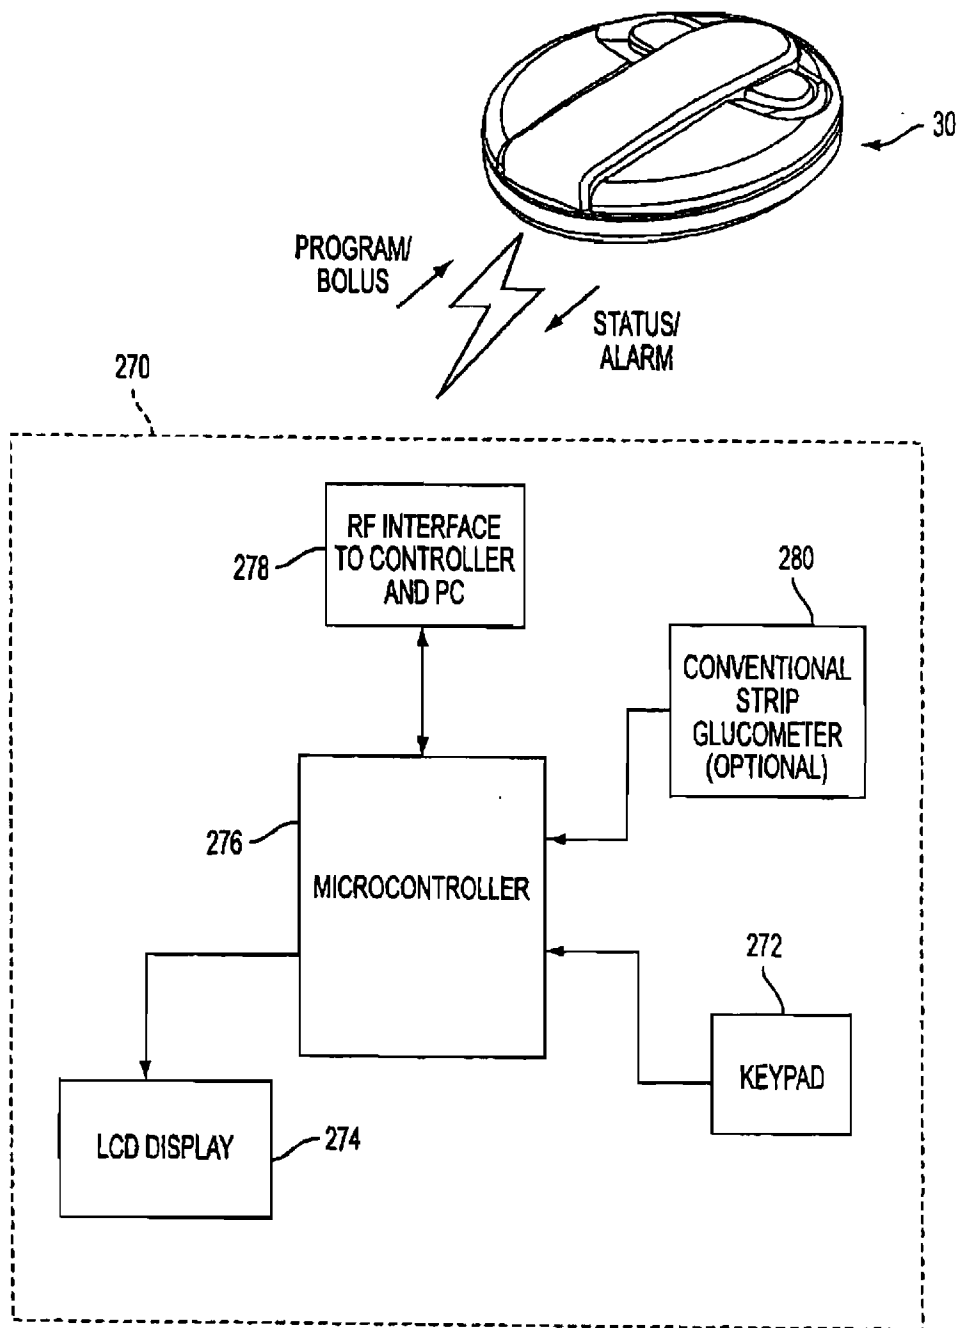 30
PROGRAM/
BOLUS
STATUS/
ALARM
270
RF INTERFACE
TO CONTROLLER
AND PC
278
280
CONVENTIONAL
STRIP
GLUCOMETER
(OPTIONAL)
276
MICROCONTROLLER
272
KEYPAD
LCD DISPLAY
274